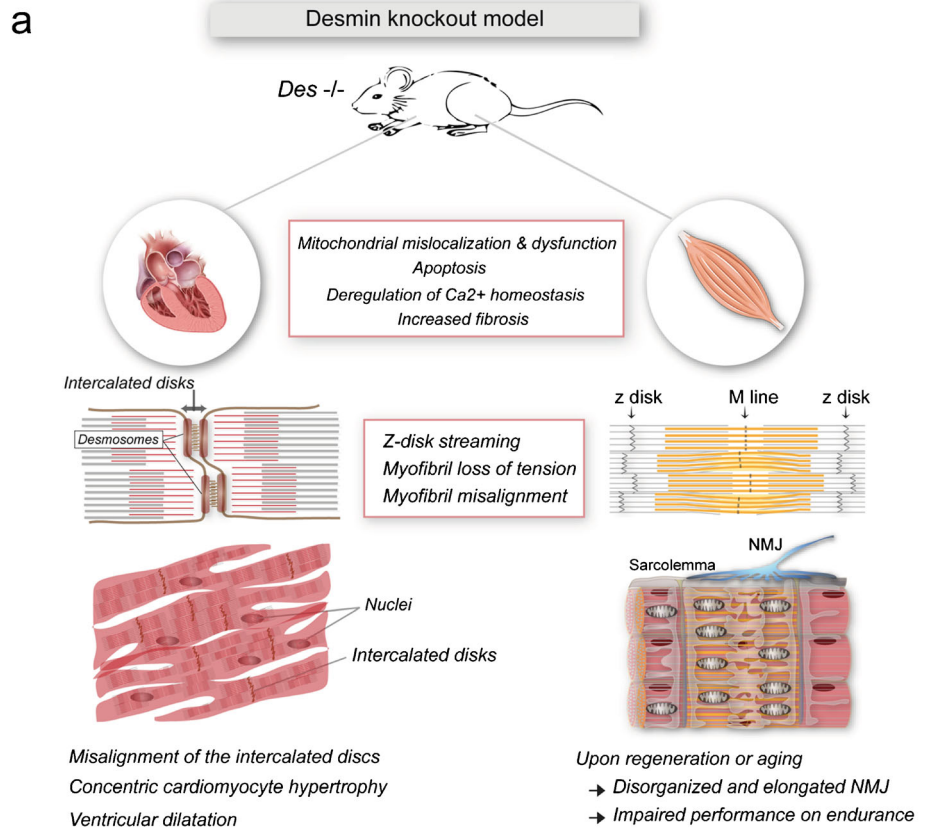 a
Desmin knockout model
Des -/-
Mitochondrial mislocalization & dysfunction
Apoptosis
Deregulation of Ca2+ homeostasis
Increased fibrosis
Intercalated disks
Desmosomes
Z-disk streaming
Myofibril loss of tension
Myofibril misalignment
z disk
M line
z disk
NMJ
Sarcolemma
Nuclei
Intercalated disks
Misalignment of the intercalated discs
Concentric cardiomyocyte hypertrophy
Ventricular dilatation
Upon regeneration or aging
→ Disorganized and elongated NMJ
→ Impaired performance on endurance